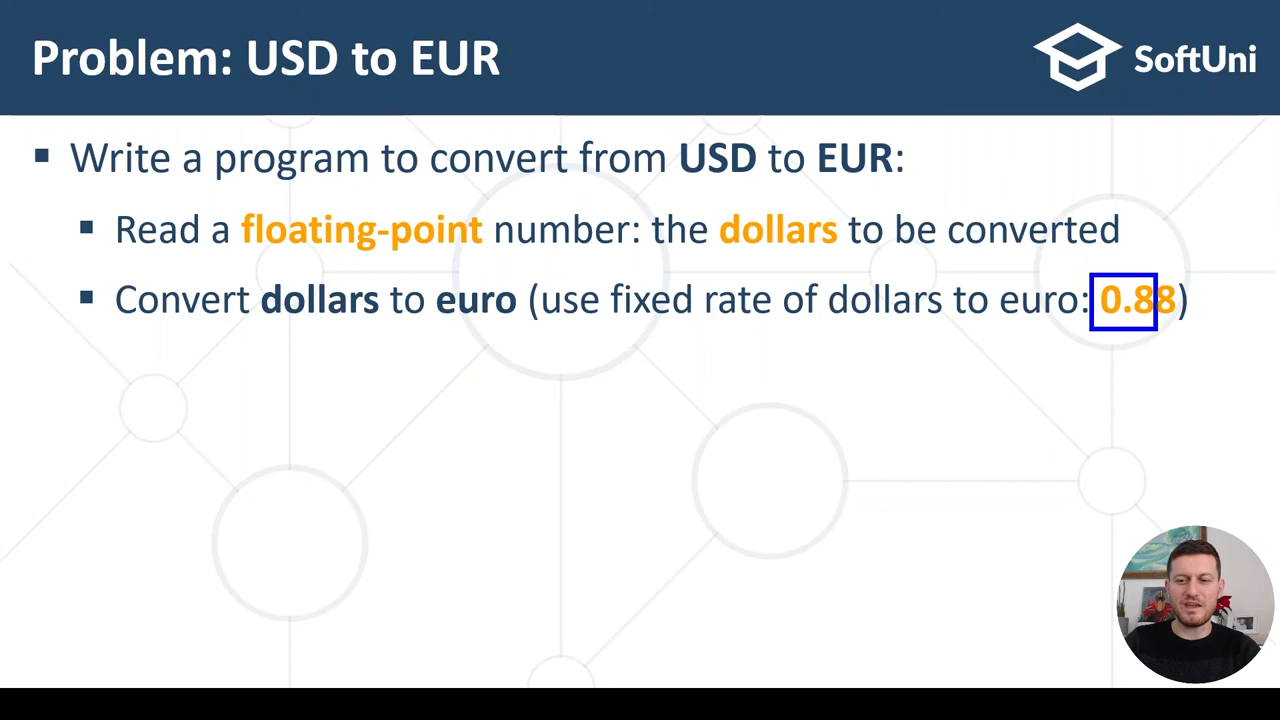 Problem: USD to EUR
SoftUni
▪ Write a program to convert from USD to EUR:
▪ Read a floating-point number: the dollars to be converted
▪ Convert dollars to euro (use fixed rate of dollars to euro: 0.88)